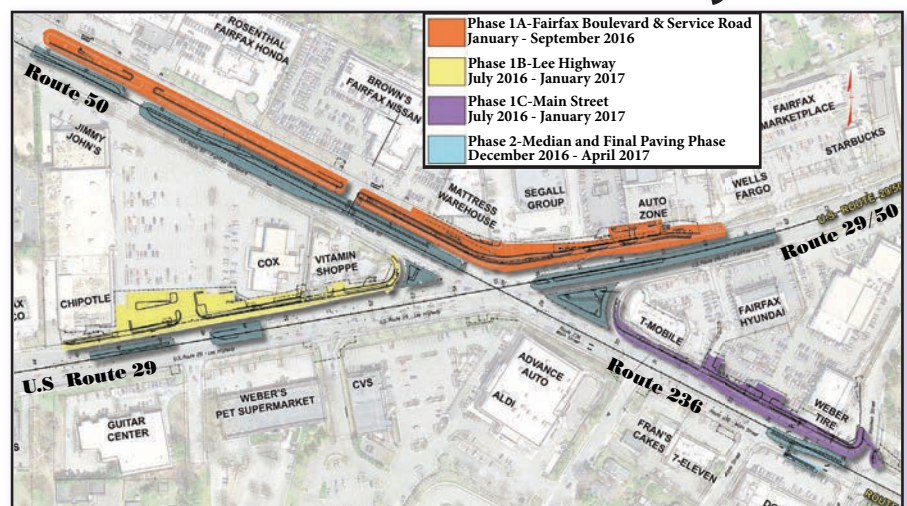 Phase 1A-Fairfax Boulevard & Service Road
January - September 2016
Phase 1B-Lee Highway
July 2016 - January 2017
Phase 1C-Main Street
July 2016 - January 2017
Phase 2-Median and Final Paving Phase
December 2016 - April 2017
ROSENTHAL
FAIRFAX HONDA
BROWN'S
FAIRFAX NISSAN
Route 50
JIMMY
JOHN'S
FAIRFAX
MARKETPLACE
STARBUCKS
MATTRESS
WAREHOUSE
SEGALL
GROUP
AUTO
ZONE
WELLS
FARGO
Route 29/50
COX
VITAMIN
SHOPPE
CHIPOTLE
T-MOBILE
FAIRFAX
HYUNDAI
U.S Route 29
U.S. Route 29 - Lee Highway
WEBER'S
PET SUPERMARKET
CVS
GUITAR
CENTER
ADVANCE
AUTO
ALDI
Route 236
WEBER
TIRE
FRAN'S
CAKES
7-ELEVEN